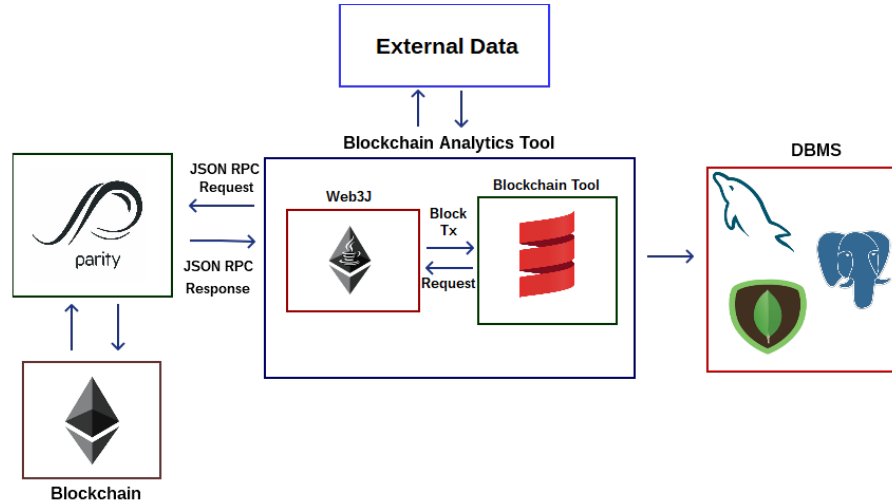 External Data
Blockchain Analytics Tool
DBMS
JSON RPC
Request
Web3J
Blockchain Tool
Block
Tx
parity
JSON RPC
Response
Request
Blockchain